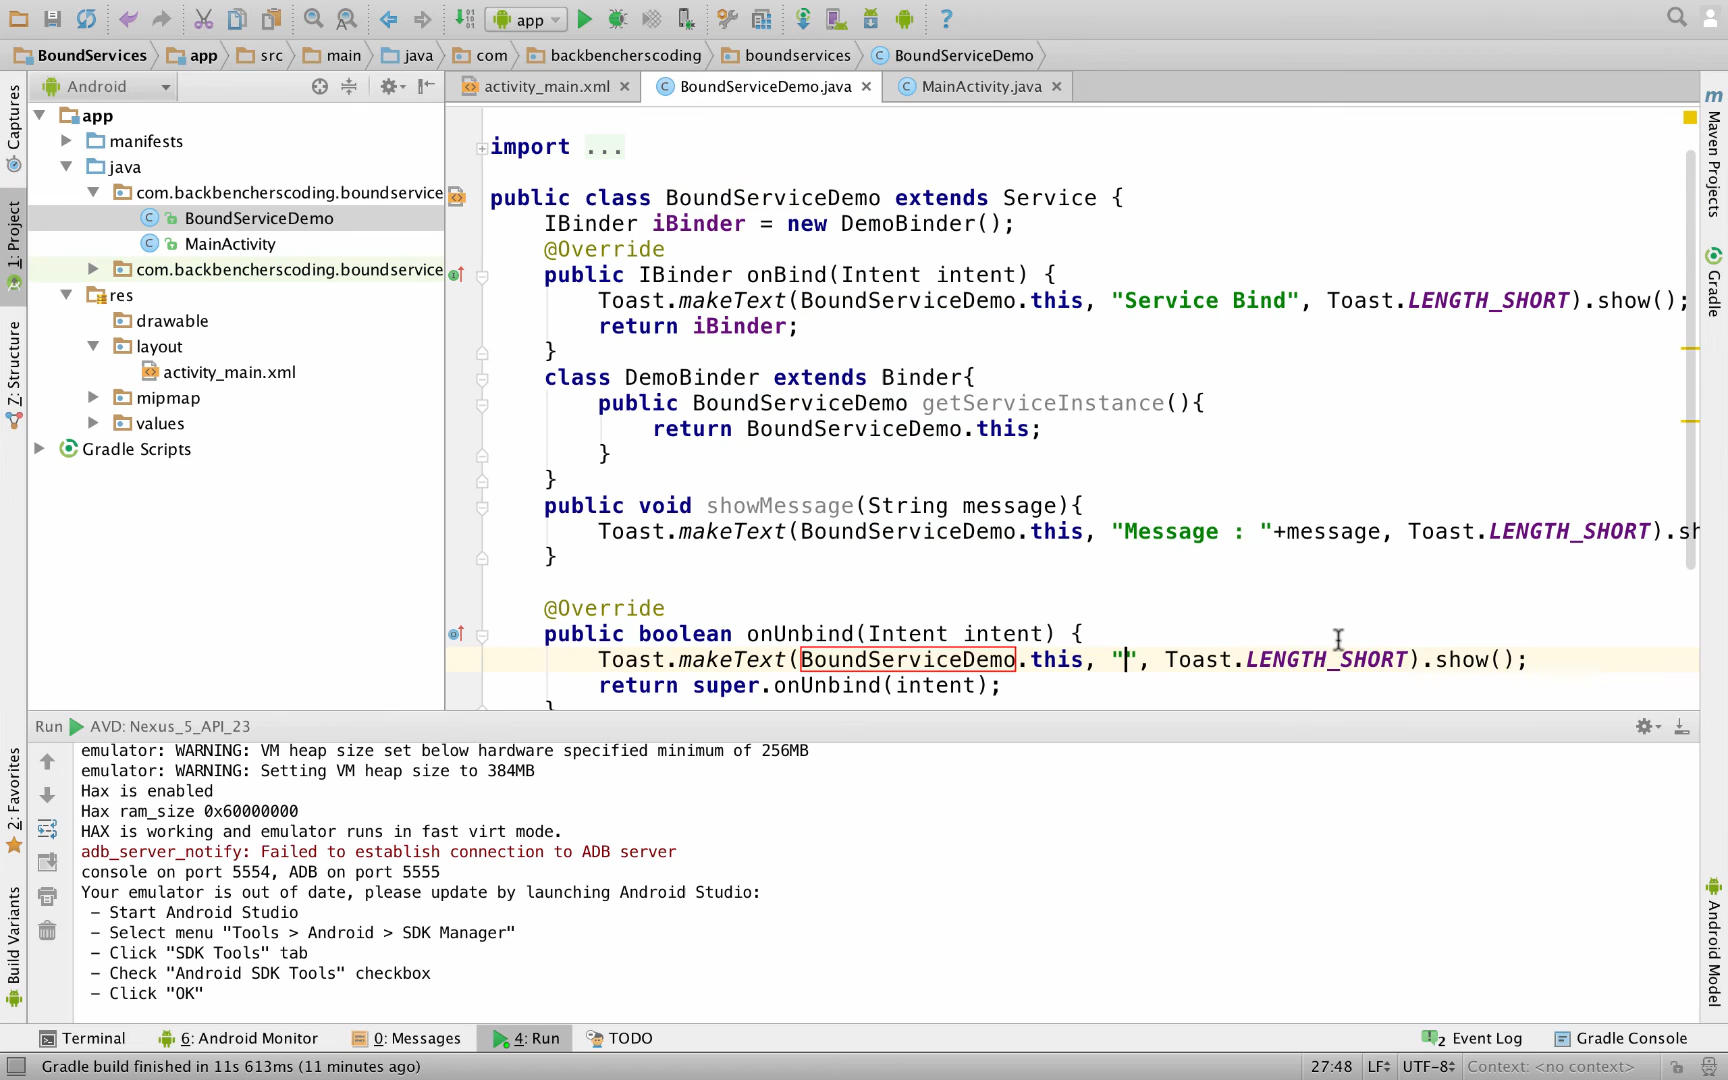 app
BoundServices app src main java com backbencherscoding boundservices BoundServiceDemo
Android
activity_main.xml BoundServiceDemo.java MainActivity.java
app
manifests
java
com.backbencherscoding.boundservice
BoundServiceDemo
MainActivity
com.backbencherscoding.boundservice
res
drawable
layout
activity_main.xml
mipmap
values
Gradle Scripts
Captures
1: Project
Z: Structure
2: Favorites
Build Variants
import ...
public class BoundServiceDemo extends Service {
IBinder iBinder = new DemoBinder();
@Override
public IBinder onBind(Intent intent) {
Toast.makeText(BoundServiceDemo.this, "Service Bind", Toast.LENGTH_SHORT).show();
return iBinder;
}
class DemoBinder extends Binder{
public BoundServiceDemo getServiceInstance(){
return BoundServiceDemo.this;
}
}
public void showMessage(String message){
Toast.makeText(BoundServiceDemo.this, "Message : "+message, Toast.LENGTH_SHORT).sh
}
@Override
public boolean onUnbind(Intent intent) {
Toast.makeText(BoundServiceDemo.this, "", Toast.LENGTH_SHORT).show();
return super.onUnbind(intent);
}
m Maven Projects
Gradle
Android Model
Run AVD: Nexus_5_API_23
emulator: WARNING: VM heap size set below hardware specified minimum of 256MB
emulator: WARNING: Setting VM heap size to 384MB
Hax is enabled
Hax ram_size 0x60000000
HAX is working and emulator runs in fast virt mode.
adb_server_notify: Failed to establish connection to ADB server
console on port 5554, ADB on port 5555
Your emulator is out of date, please update by launching Android Studio:
- Start Android Studio
- Select menu "Tools > Android > SDK Manager"
- Click "SDK Tools" tab
- Check "Android SDK Tools" checkbox
- Click "OK"
Terminal 6: Android Monitor 0: Messages 4: Run TODO 2 Event Log Gradle Console
Gradle build finished in 11s 613ms (11 minutes ago) 27:48 LF UTF-8 Context: <no context>